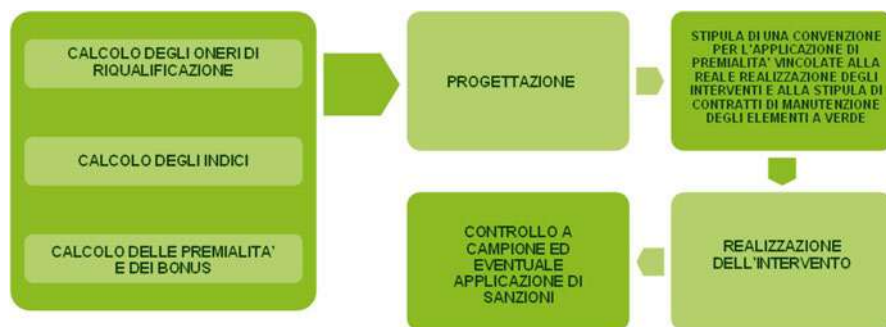 CALCOLO DEGLI ONERI DI
RIQUALIFICAZIONE
CALCOLO DEGLI INDICI
CALCOLO DELLE PREMIALITA'
E DEI BONUS
PROGETTAZIONE
STIPULA DI UNA CONVENZIONE
PER L'APPLICAZIONE DI
PREMIALITA' VINCOLATE ALLA
REALE REALIZZAZIONE DEGLI
INTERVENTI E ALLA STIPULA DI
CONTRATTI DI MANUTENZIONE
DEGLI ELEMENTI A VERDE
REALIZZAZIONE
DELL'INTERVENTO
CONTROLLO A
CAMPIONE ED
EVENTUALE
APPLICAZIONE DI
SANZIONI